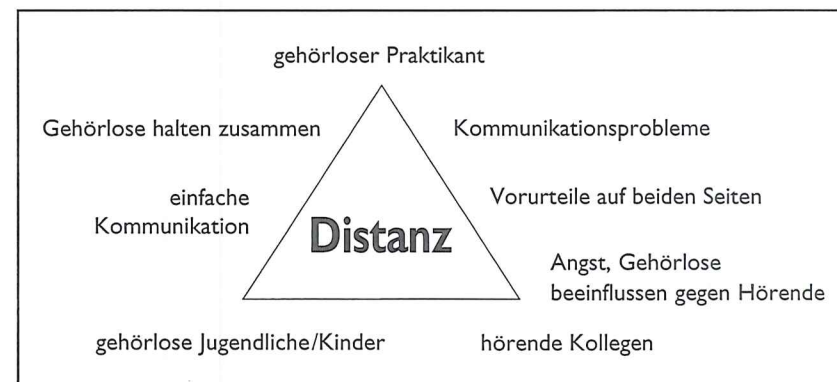 gehörloser Praktikant
Gehörlose halten zusammen
Kommunikationsprobleme
einfache
Kommunikation
Vorurteile auf beiden Seiten
Distanz
Angst, Gehörlose
beeinflussen gegen Hörende
gehörlose Jugendliche/Kinder
hörende Kollegen